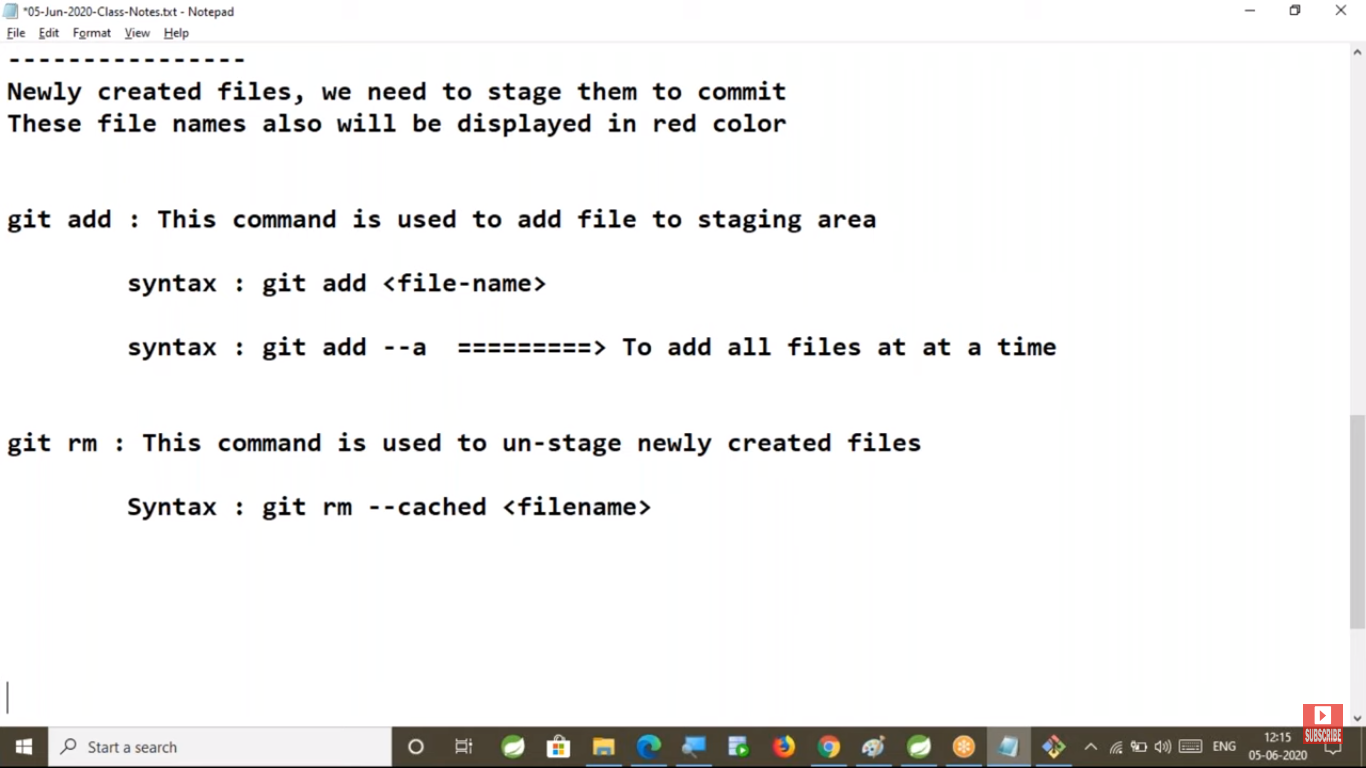 *05-Jun-2020-Class-Notes.txt - Notepad
File Edit Format View Help
----------------
Newly created files, we need to stage them to commit
These file names also will be displayed in red color
git add : This command is used to add file to staging area
syntax : git add <file-name>
syntax : git add --a =========> To add all files at at a time
git rm : This command is used to un-stage newly created files
Syntax : git rm --cached <filename>
SUBSCRIBE
Start a search
ENG
12:15
05-06-2020